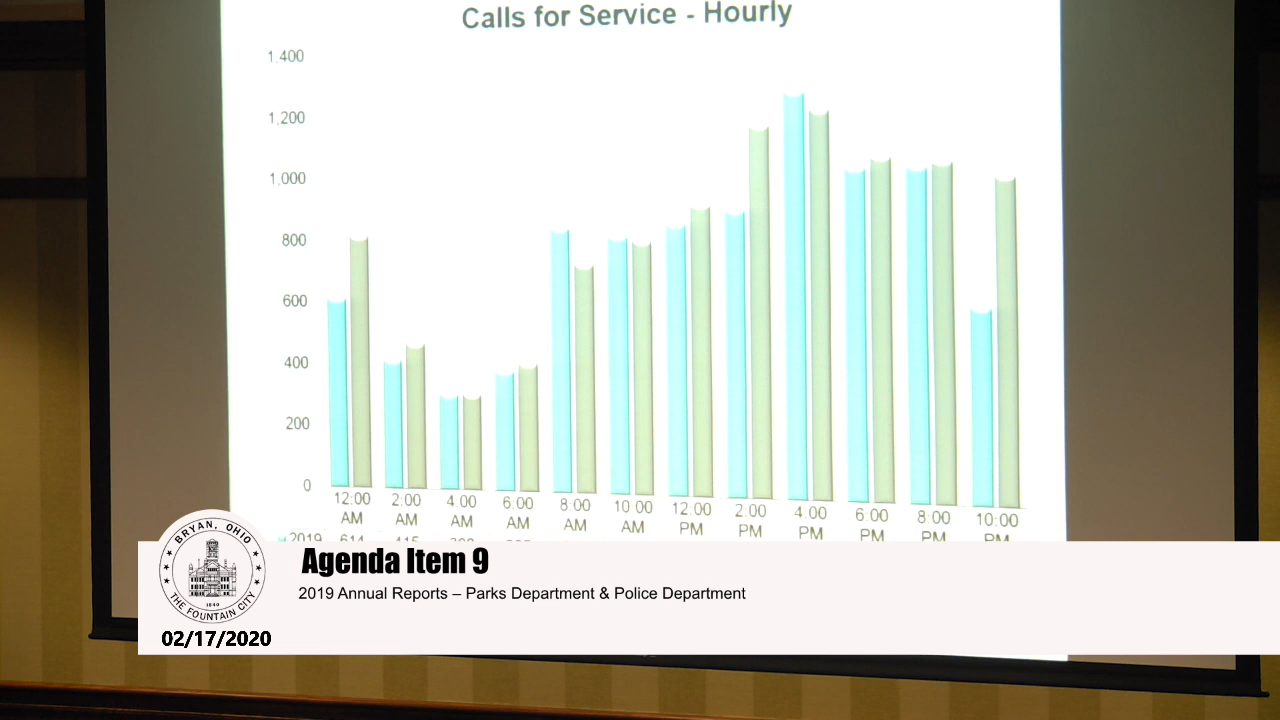 Calls for Service - Hourly
1,400
1,200
1,000
800
600
400
200
0
12:00 AM
2:00 AM
4:00 AM
6:00 AM
8:00 AM
10:00 AM
12:00 PM
2:00 PM
4:00 PM
6:00 PM
8:00 PM
10:00 PM
2019 614 415
BRYAN, OHIO
1840
THE FOUNTAIN CITY
02/17/2020
Agenda Item 9
2019 Annual Reports – Parks Department & Police Department